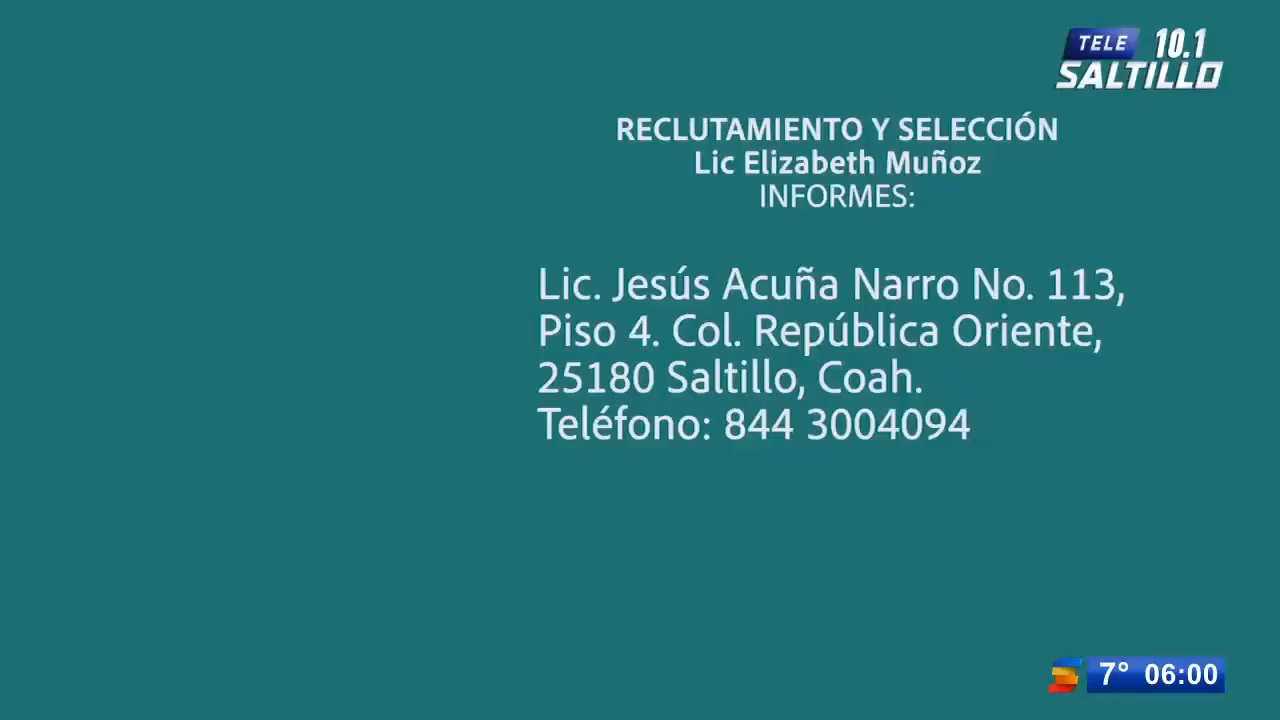 TELE 10.1
SALTILLO
RECLUTAMIENTO Y SELECCIÓN
Lic Elizabeth Muñoz
INFORMES:
Lic. Jesús Acuña Narro No. 113,
Piso 4. Col. República Oriente,
25180 Saltillo, Coah.
Teléfono: 844 3004094
7° 06:00